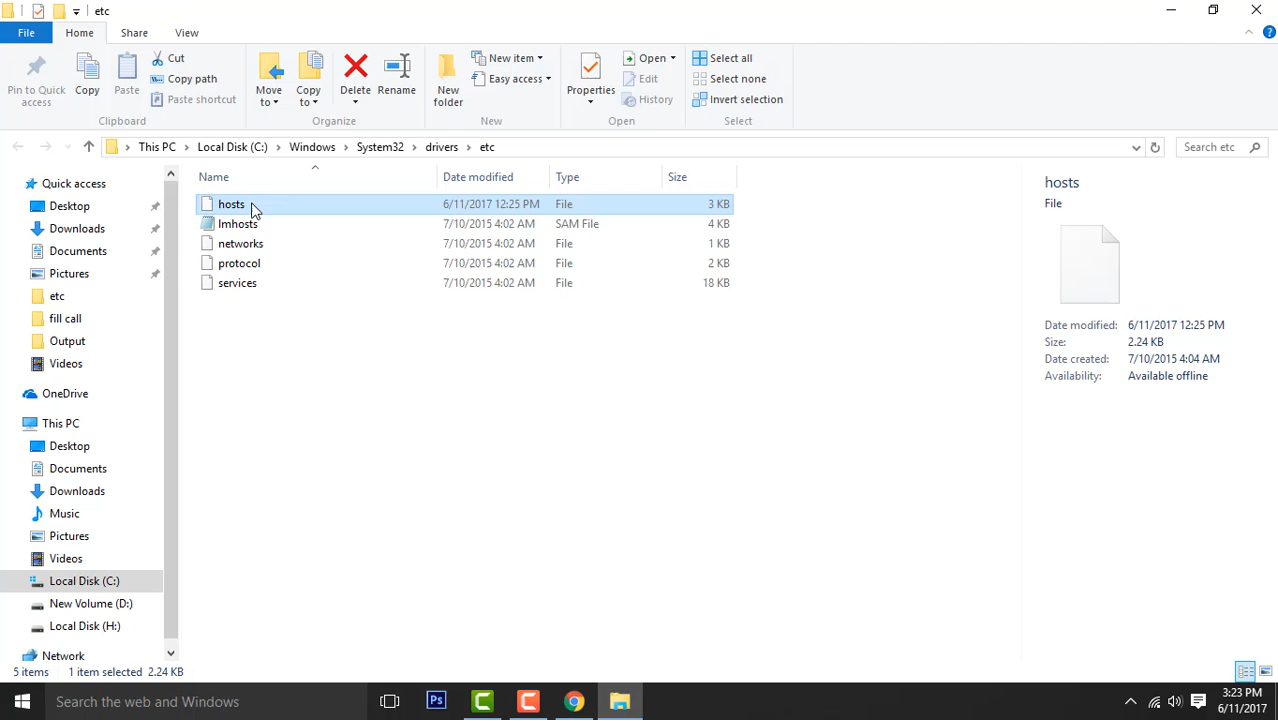 etc
File Home Share View
Pin to Quick access
Copy
Paste
Cut
Copy path
Paste shortcut
Clipboard
Move to
Copy to
Delete
Rename
Organize
New folder
New item
Easy access
New
Properties
Open
Edit
History
Open
Select all
Select none
Invert selection
Select
This PC Local Disk (C:) Windows System32 drivers etc
Search etc
Name Date modified Type Size
hosts 6/11/2017 12:25 PM File 3 KB
lmhosts 7/10/2015 4:02 AM SAM File 4 KB
networks 7/10/2015 4:02 AM File 1 KB
protocol 7/10/2015 4:02 AM File 2 KB
services 7/10/2015 4:02 AM File 18 KB
Quick access
Desktop
Downloads
Documents
Pictures
etc
fill call
Output
Videos
OneDrive
This PC
Desktop
Documents
Downloads
Music
Pictures
Videos
Local Disk (C:)
New Volume (D:)
Local Disk (H:)
Network
hosts
File
Date modified: 6/11/2017 12:25 PM
Size: 2.24 KB
Date created: 7/10/2015 4:04 AM
Availability: Available offline
5 items 1 item selected 2.24 KB
Search the web and Windows
Ps
3:23 PM
6/11/2017